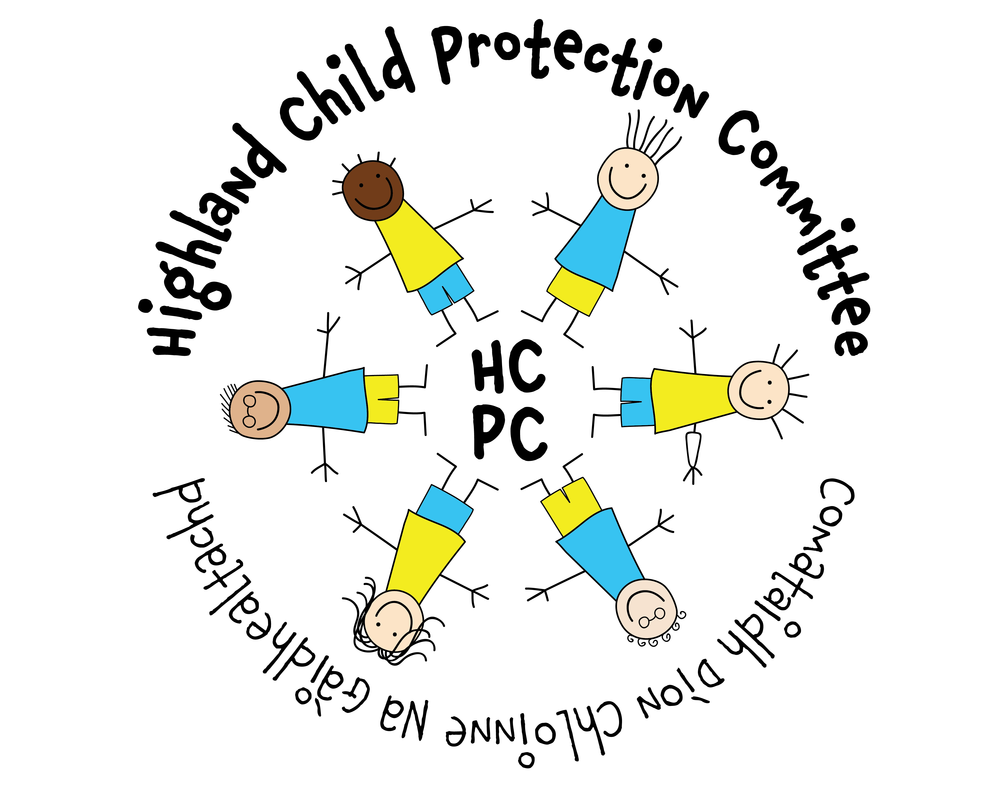 Highland Child Protection Committee
HC
PC
Comataidh Dìon Chloinne Na Gàidhealtachd